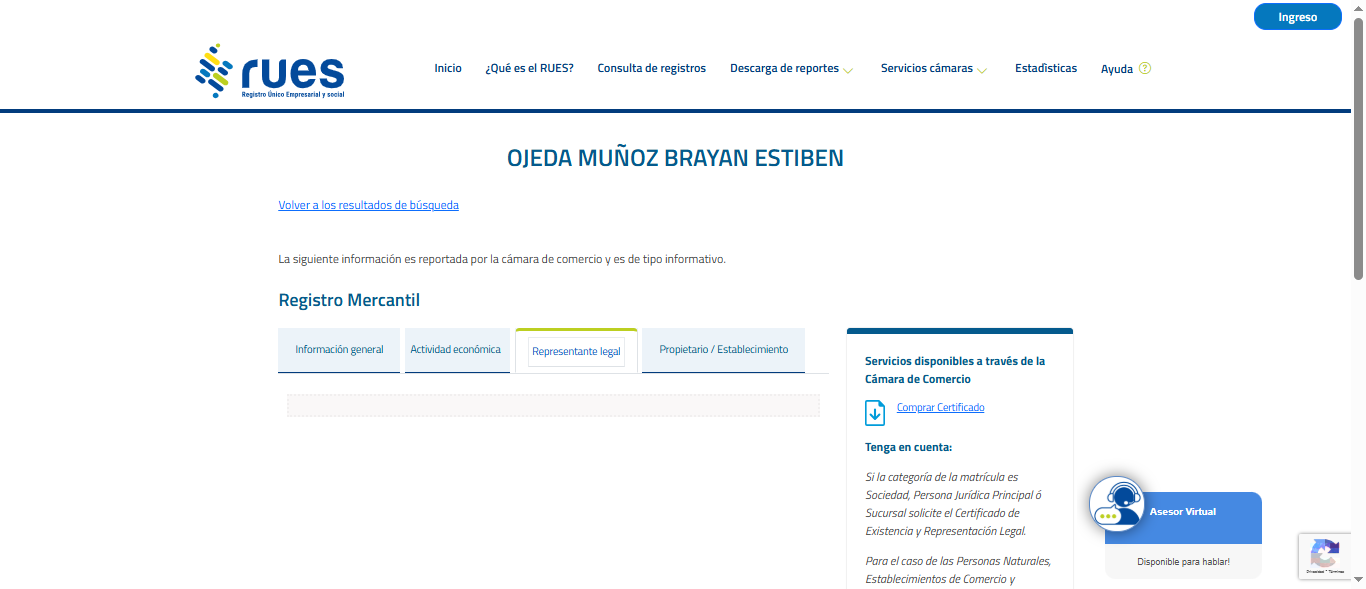 Ingreso
rues
Registro Único Empresarial y social
Inicio
¿Qué es el RUES?
Consulta de registros
Descarga de reportes
Servicios cámaras
Estadísticas
Ayuda ?
OJEDA MUÑOZ BRAYAN ESTIBEN
Volver a los resultados de búsqueda
La siguiente información es reportada por la cámara de comercio y es de tipo informativo.
Registro Mercantil
Información general
Actividad económica
Representante legal
Propietario / Establecimiento
Servicios disponibles a través de la
Cámara de Comercio
Comprar Certificado
Tenga en cuenta:
Si la categoría de la matrícula es
Sociedad, Persona Jurídica Principal ó
Sucursal solicite el Certificado de
Existencia y Representación Legal.
Para el caso de las Personas Naturales,
Establecimientos de Comercio y
Asesor Virtual
Disponible para hablar!
Privacidad - Términos